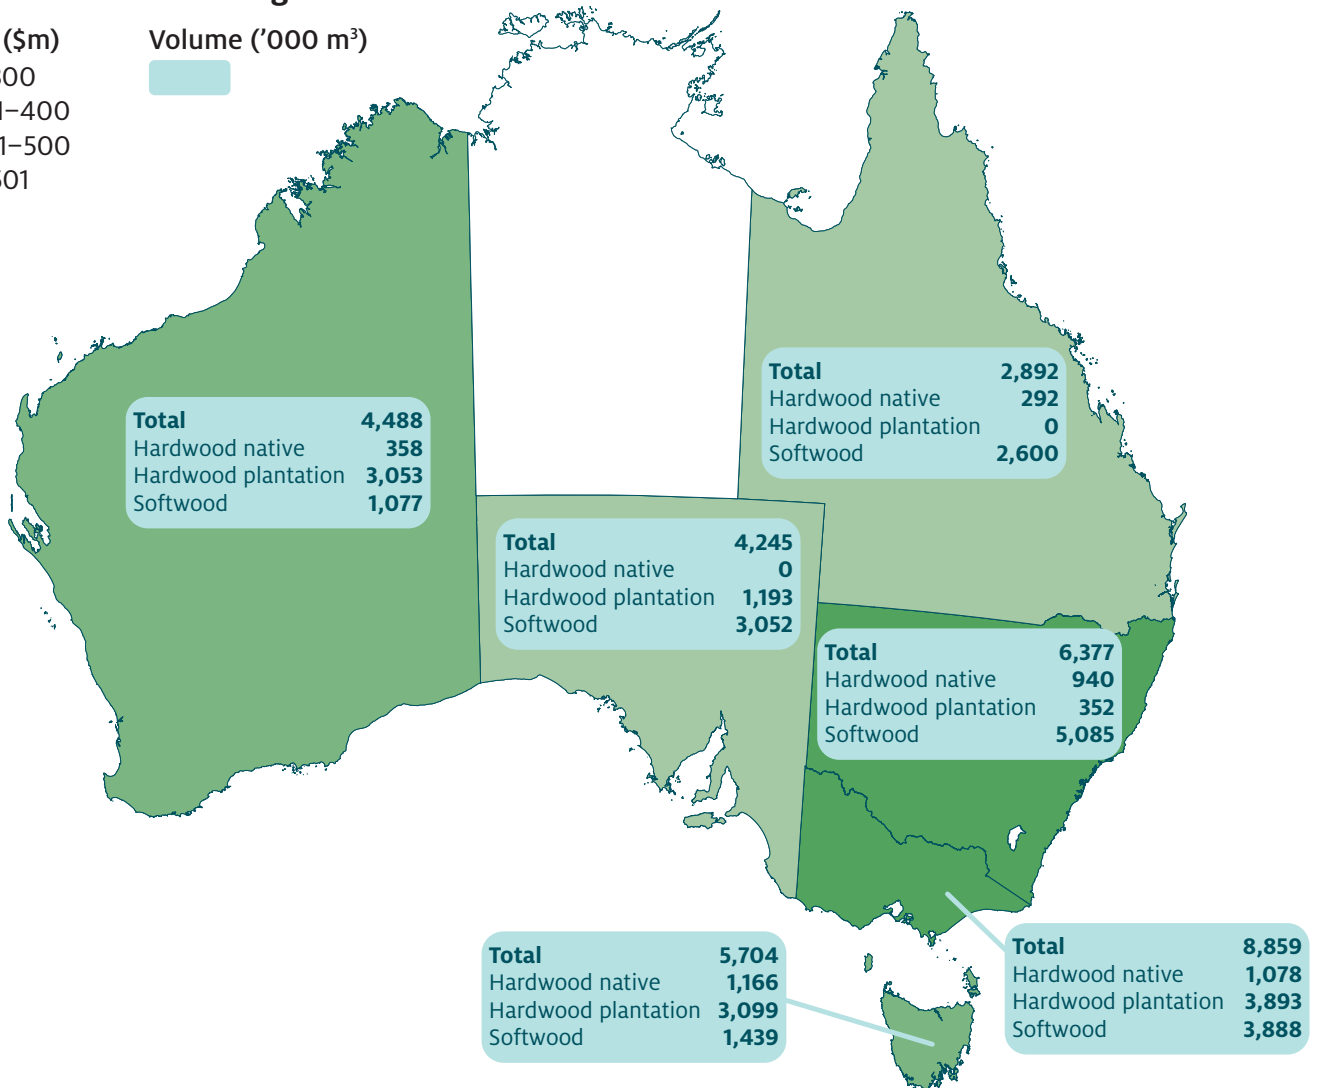 ($m)
Volume (’000 m³)
–400
–500
Total 2,892
Hardwood native 292
Hardwood plantation 0
Softwood 2,600
Total 4,488
Hardwood native 358
Hardwood plantation 3,053
Softwood 1,077
Total 4,245
Hardwood native 0
Hardwood plantation 1,193
Softwood 3,052
Total 6,377
Hardwood native 940
Hardwood plantation 352
Softwood 5,085
Total 5,704
Hardwood native 1,166
Hardwood plantation 3,099
Softwood 1,439
Total 8,859
Hardwood native 1,078
Hardwood plantation 3,893
Softwood 3,888